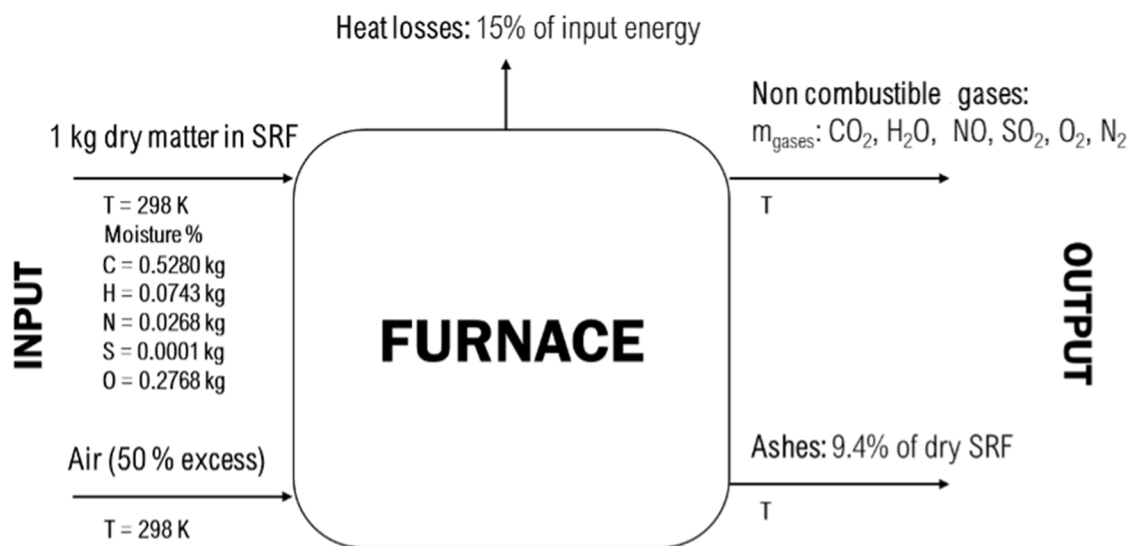 Heat losses: 15% of input energy
1 kg dry matter in SRF
T = 298 K
Moisture %
C = 0.5280 kg
H = 0.0743 kg
N = 0.0268 kg
S = 0.0001 kg
O = 0.2768 kg
INPUT
Air (50 % excess)
T = 298 K
FURNACE
Non combustible gases:
m_gases: CO₂, H₂O, NO, SO₂, O₂, N₂
T
OUTPUT
Ashes: 9.4% of dry SRF
T